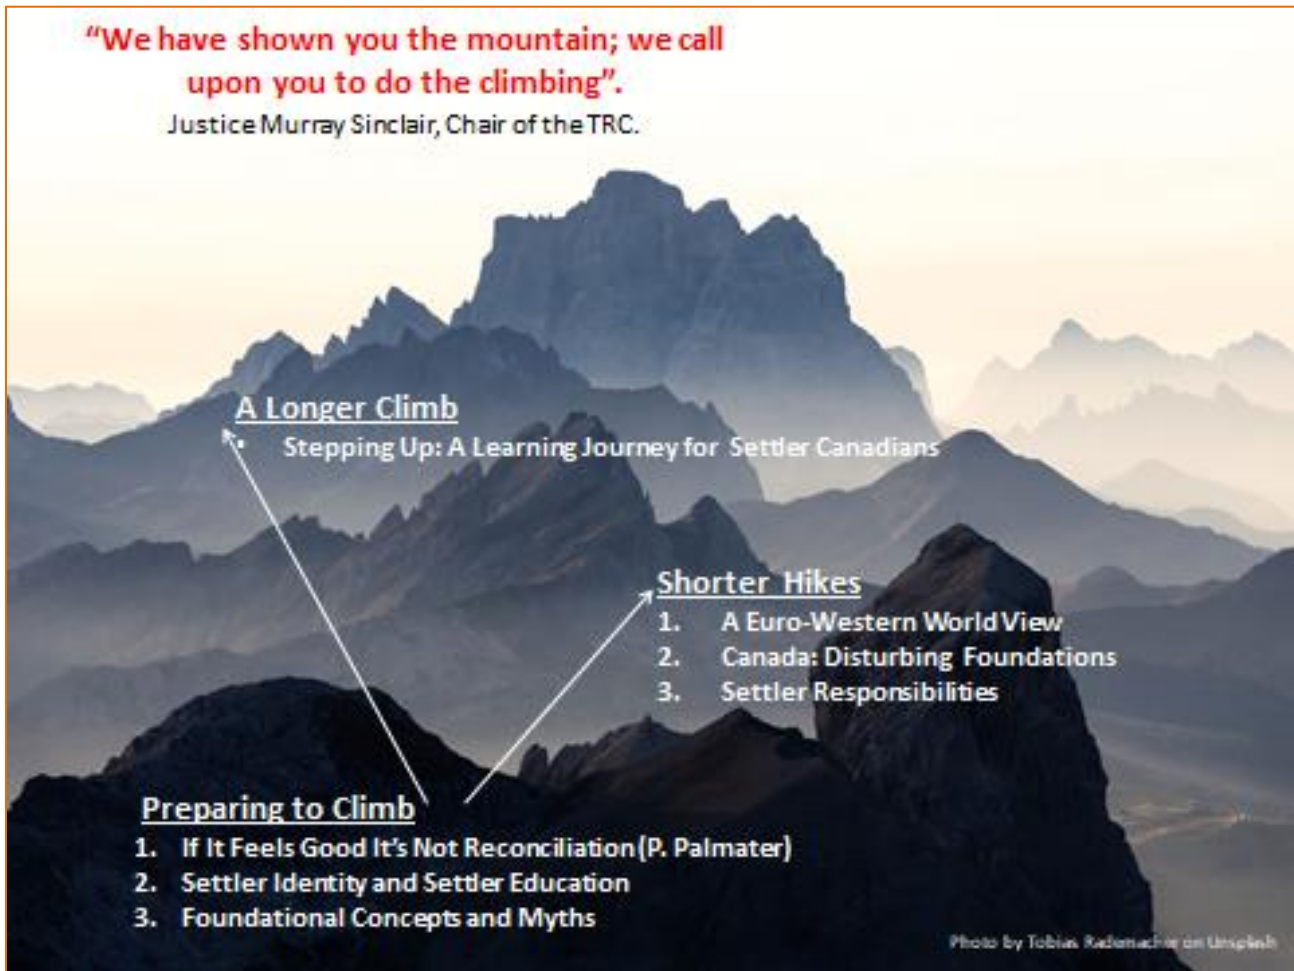 “We have shown you the mountain; we call
upon you to do the climbing”.
Justice Murray Sinclair, Chair of the TRC.
A Longer Climb
▪ Stepping Up: A Learning Journey for Settler Canadians
Shorter Hikes
1. A Euro-Western World View
2. Canada: Disturbing Foundations
3. Settler Responsibilities
Preparing to Climb
1. If It Feels Good It’s Not Reconciliation (P. Palmater)
2. Settler Identity and Settler Education
3. Foundational Concepts and Myths
Photo by Tobias Rademacher on Unsplash